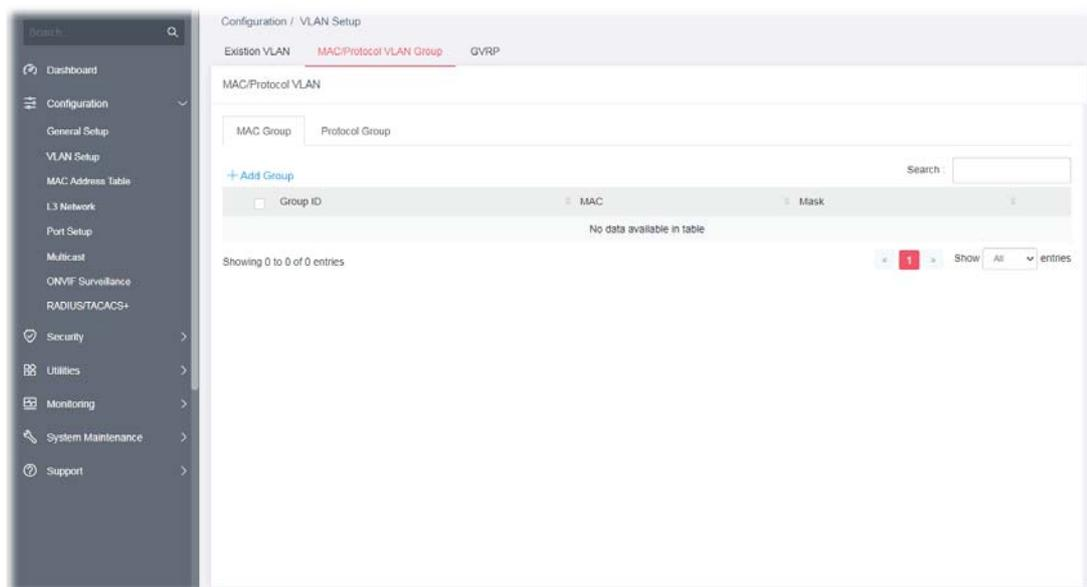 Search...
Dashboard
Configuration
General Setup
VLAN Setup
MAC Address Table
L3 Network
Port Setup
Multicast
ONVIF Surveillance
RADIUS/TACACS+
Security
Utilities
Monitoring
System Maintenance
Support
Configuration / VLAN Setup
Existion VLAN MAC/Protocol VLAN Group GVRP
MAC/Protocol VLAN
MAC Group Protocol Group
+ Add Group
Search :
Group ID MAC Mask
No data available in table
Showing 0 to 0 of 0 entries
« 1 » Show All entries